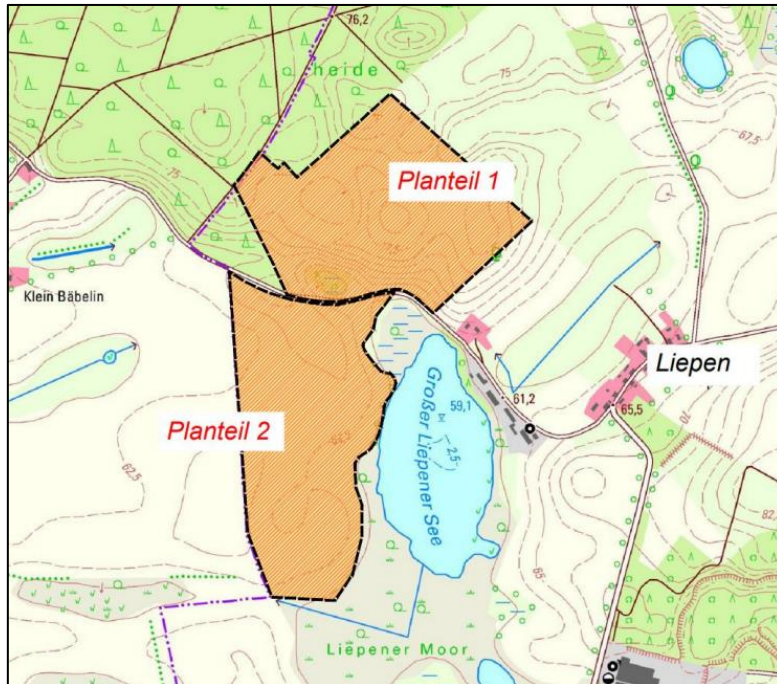 76,2
heide
75
75
67,5
Planteil 1
Klein Bäbelin
Liepen
Großer Liepener See
59,1
2,5
61,2
65,5
Planteil 2
62,5
70
82
65
Liepener Moor